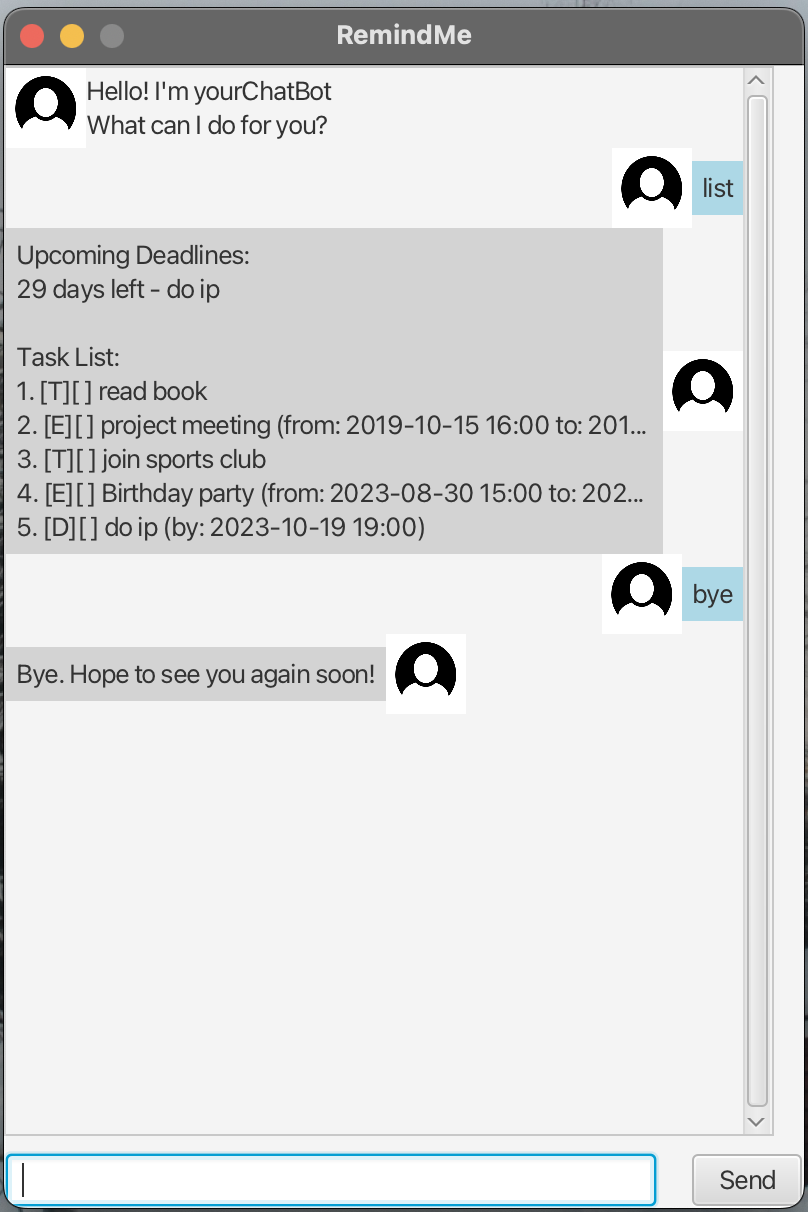 RemindMe
Hello! I'm yourChatBot
What can I do for you?
list
Upcoming Deadlines:
29 days left - do ip
Task List:
1. [T][ ] read book
2. [E][ ] project meeting (from: 2019-10-15 16:00 to: 201...
3. [T][ ] join sports club
4. [E][ ] Birthday party (from: 2023-08-30 15:00 to: 202...
5. [D][ ] do ip (by: 2023-10-19 19:00)
bye
Bye. Hope to see you again soon!
Send